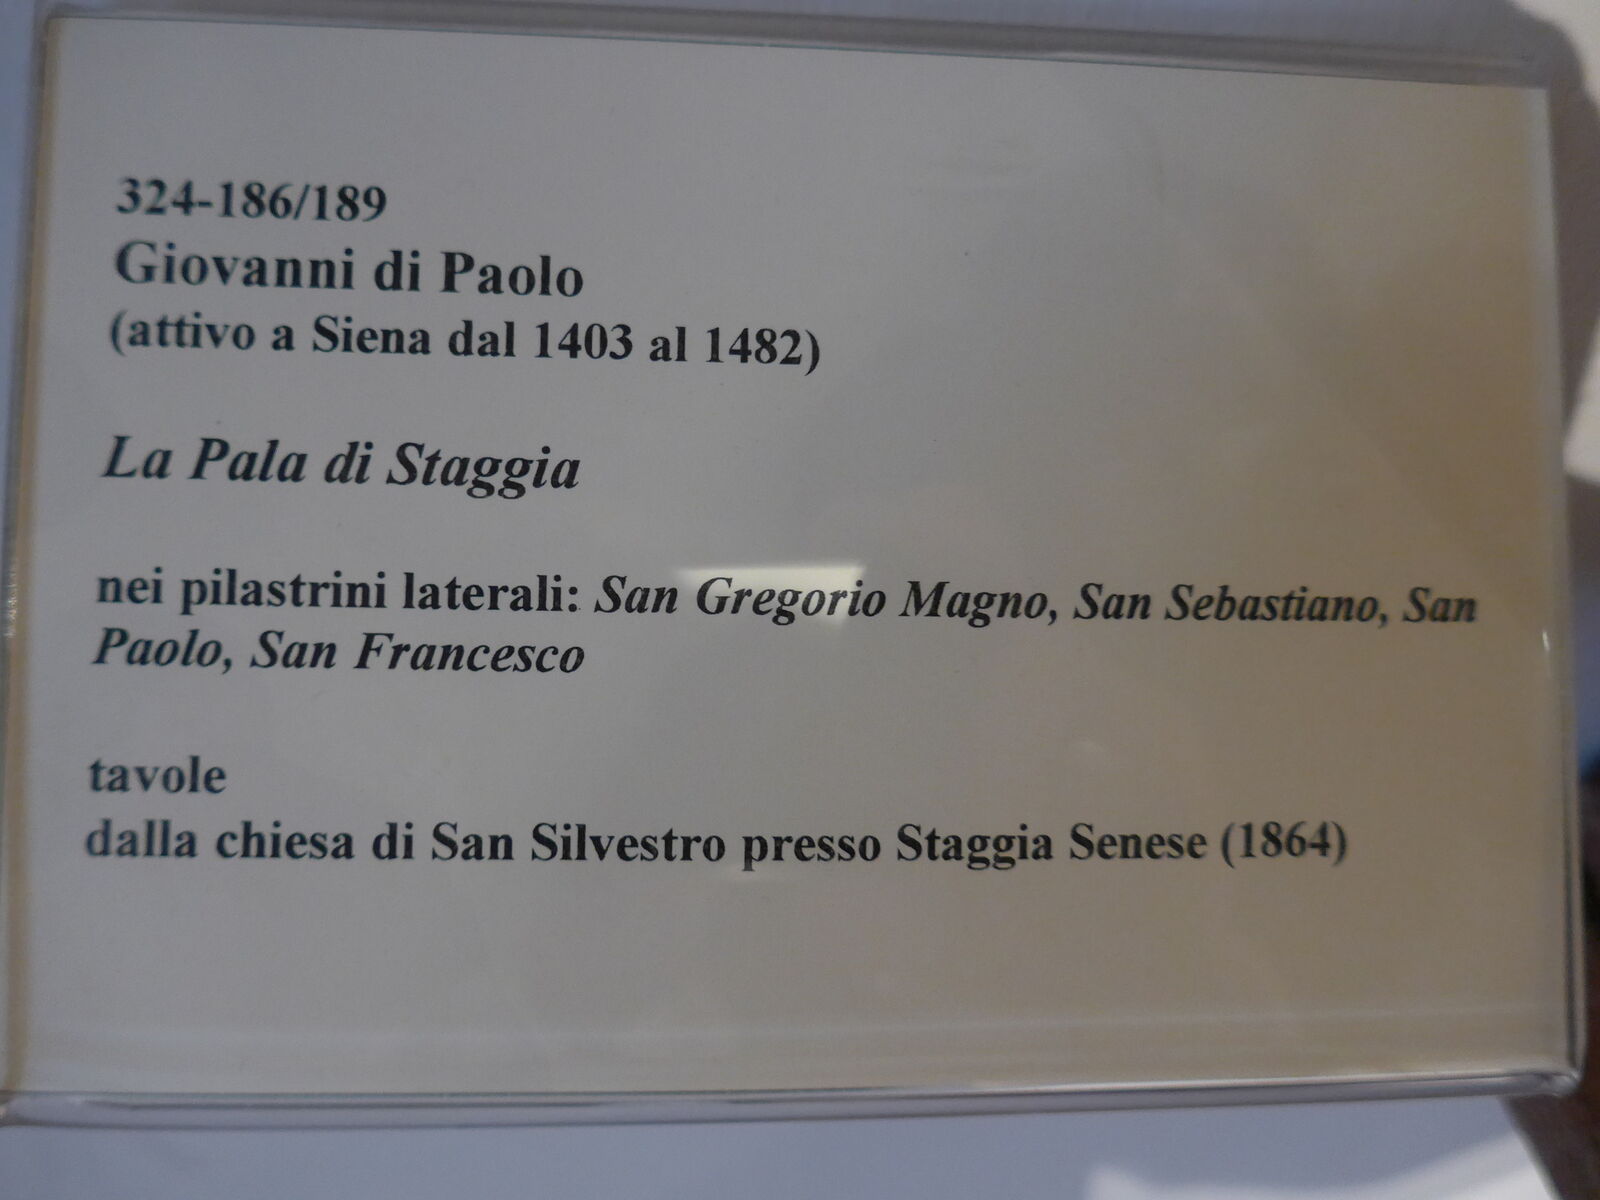 324-186/189
Giovanni di Paolo
(attivo a Siena dal 1403 al 1482)
La Pala di Staggia
nei pilastrini laterali: San Gregorio Magno, San Sebastiano, San
Paolo, San Francesco
tavole
dalla chiesa di San Silvestro presso Staggia Senese (1864)